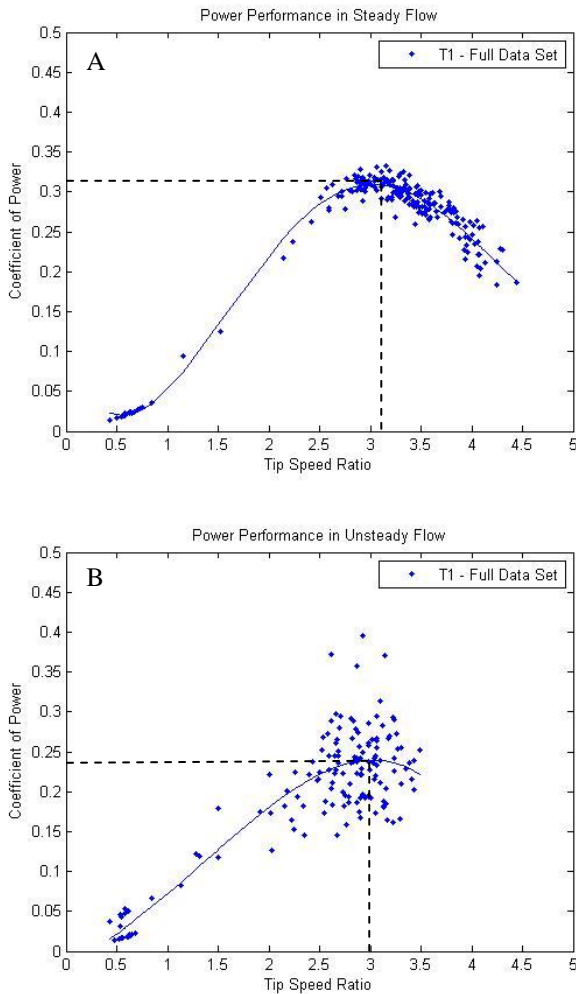 Power Performance in Steady Flow
A
T1 - Full Data Set
Coefficient of Power
0.5
0.45
0.4
0.35
0.3
0.25
0.2
0.15
0.1
0.05
0
0 0.5 1 1.5 2 2.5 3 3.5 4 4.5 5
Tip Speed Ratio
Power Performance in Unsteady Flow
B
T1 - Full Data Set
Coefficient of Power
0.5
0.45
0.4
0.35
0.3
0.25
0.2
0.15
0.1
0.05
0
0 0.5 1 1.5 2 2.5 3 3.5 4 4.5 5
Tip Speed Ratio